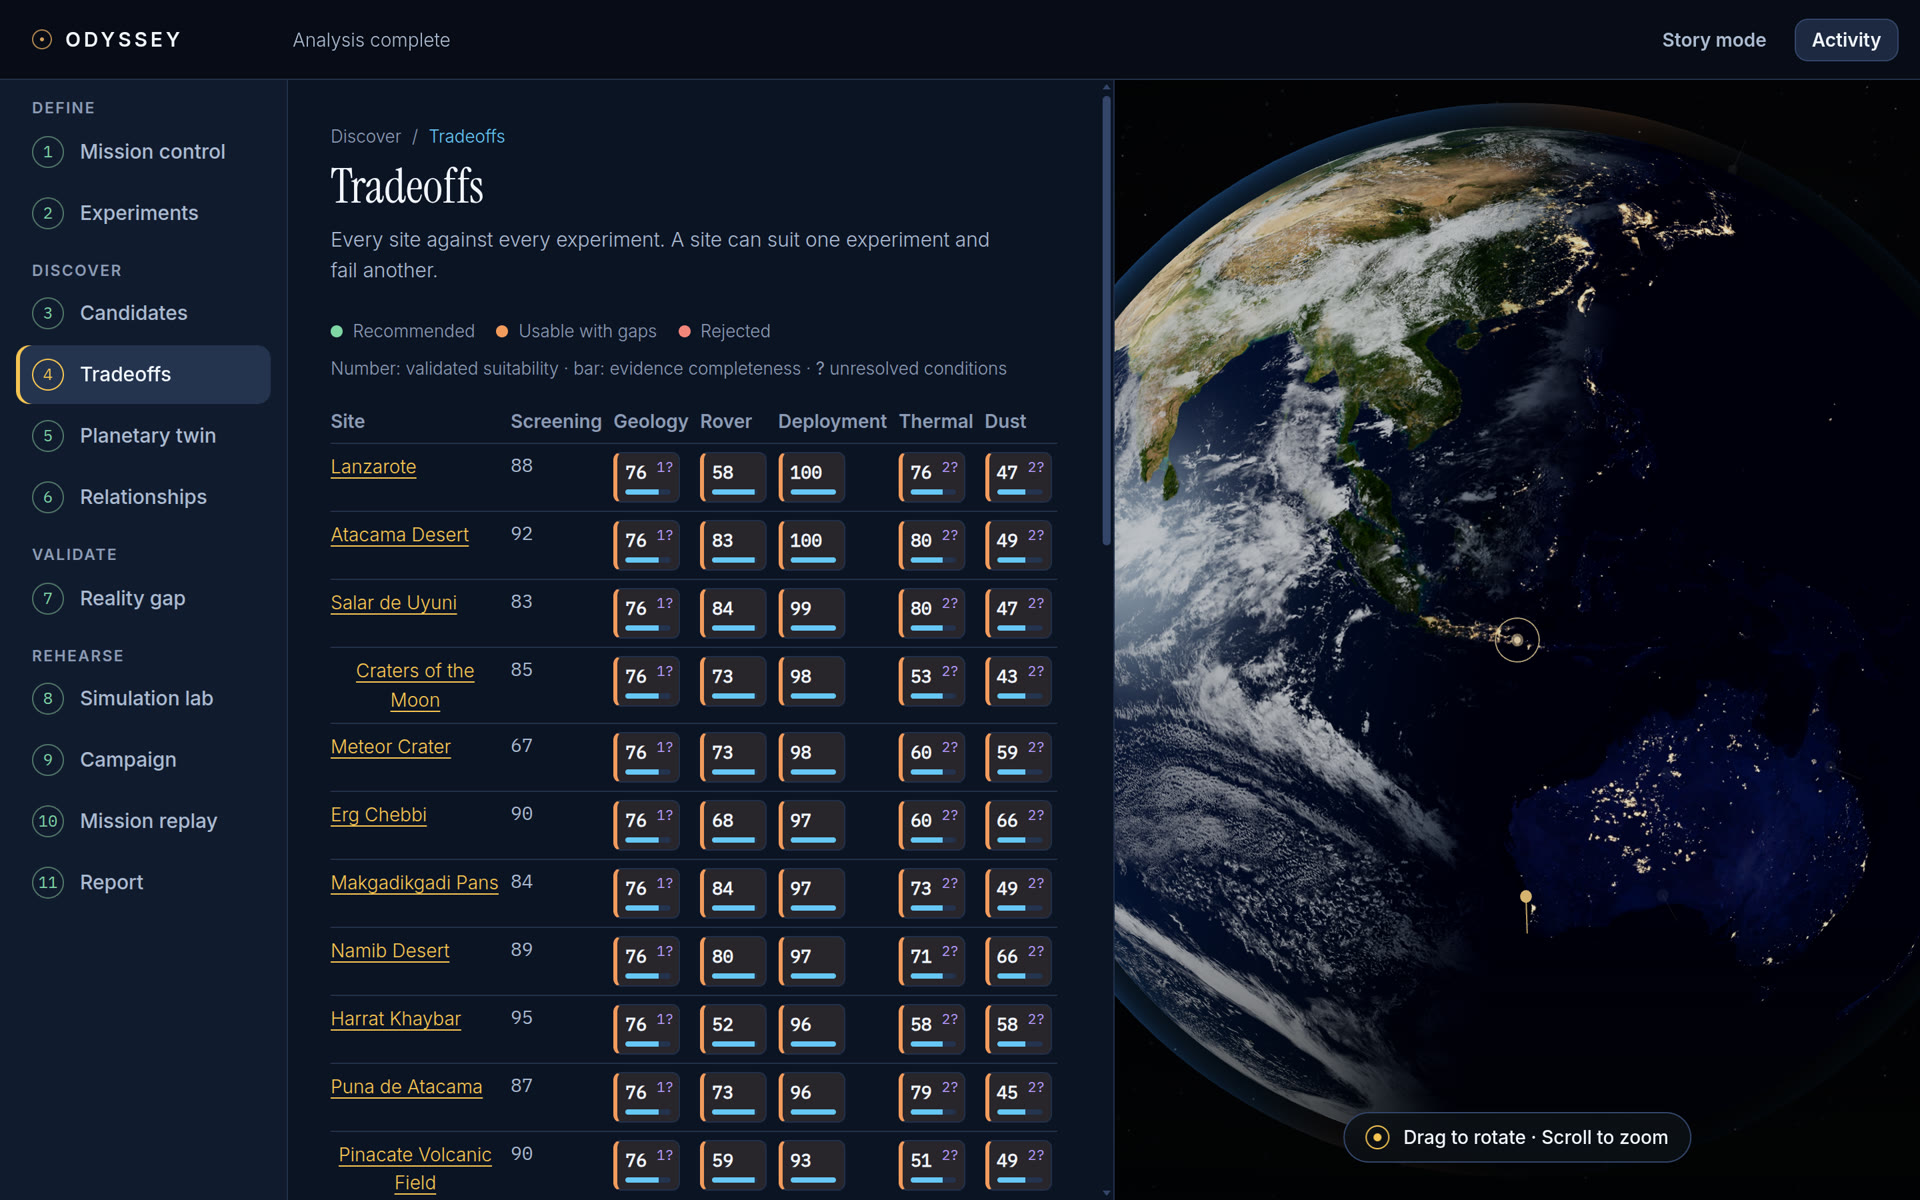 ODYSSEY
Analysis complete
Story mode
Activity
DEFINE
1 Mission control
2 Experiments
DISCOVER
3 Candidates
4 Tradeoffs
5 Planetary twin
6 Relationships
VALIDATE
7 Reality gap
REHEARSE
8 Simulation lab
9 Campaign
10 Mission replay
11 Report
Discover / Tradeoffs
Tradeoffs
Every site against every experiment. A site can suit one experiment and
fail another.
Recommended Usable with gaps Rejected
Number: validated suitability · bar: evidence completeness · ? unresolved conditions
Site Screening Geology Rover Deployment Thermal Dust
Lanzarote 88 76 1? 58 100 76 2? 47 2?
Atacama Desert 92 76 1? 83 100 80 2? 49 2?
Salar de Uyuni 83 76 1? 84 99 80 2? 47 2?
Craters of the
Moon 85 76 1? 73 98 53 2? 43 2?
Meteor Crater 67 76 1? 73 98 60 2? 59 2?
Erg Chebbi 90 76 1? 68 97 60 2? 66 2?
Makgadikgadi Pans 84 76 1? 84 97 73 2? 49 2?
Namib Desert 89 76 1? 80 97 71 2? 66 2?
Harrat Khaybar 95 76 1? 52 96 58 2? 58 2?
Puna de Atacama 87 76 1? 73 96 79 2? 45 2?
Pinacate Volcanic
Field 90 76 1? 59 93 51 2? 49 2?
Drag to rotate · Scroll to zoom